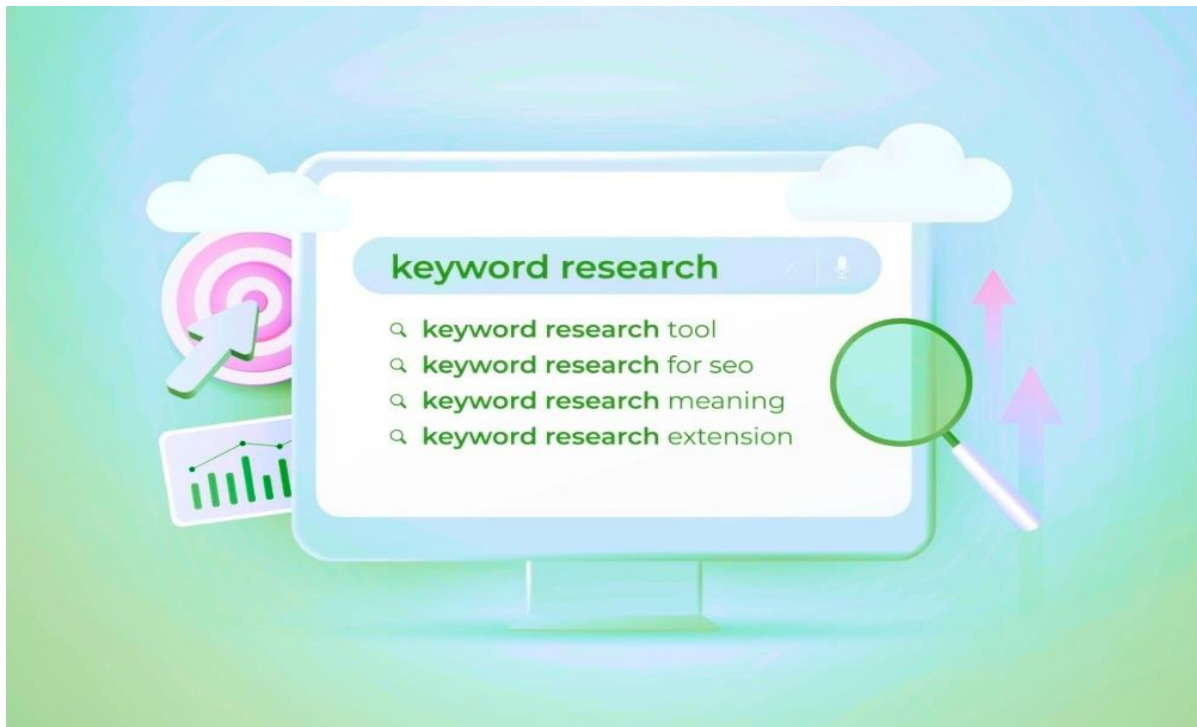 keyword research
keyword research tool
keyword research for seo
keyword research meaning
keyword research extension